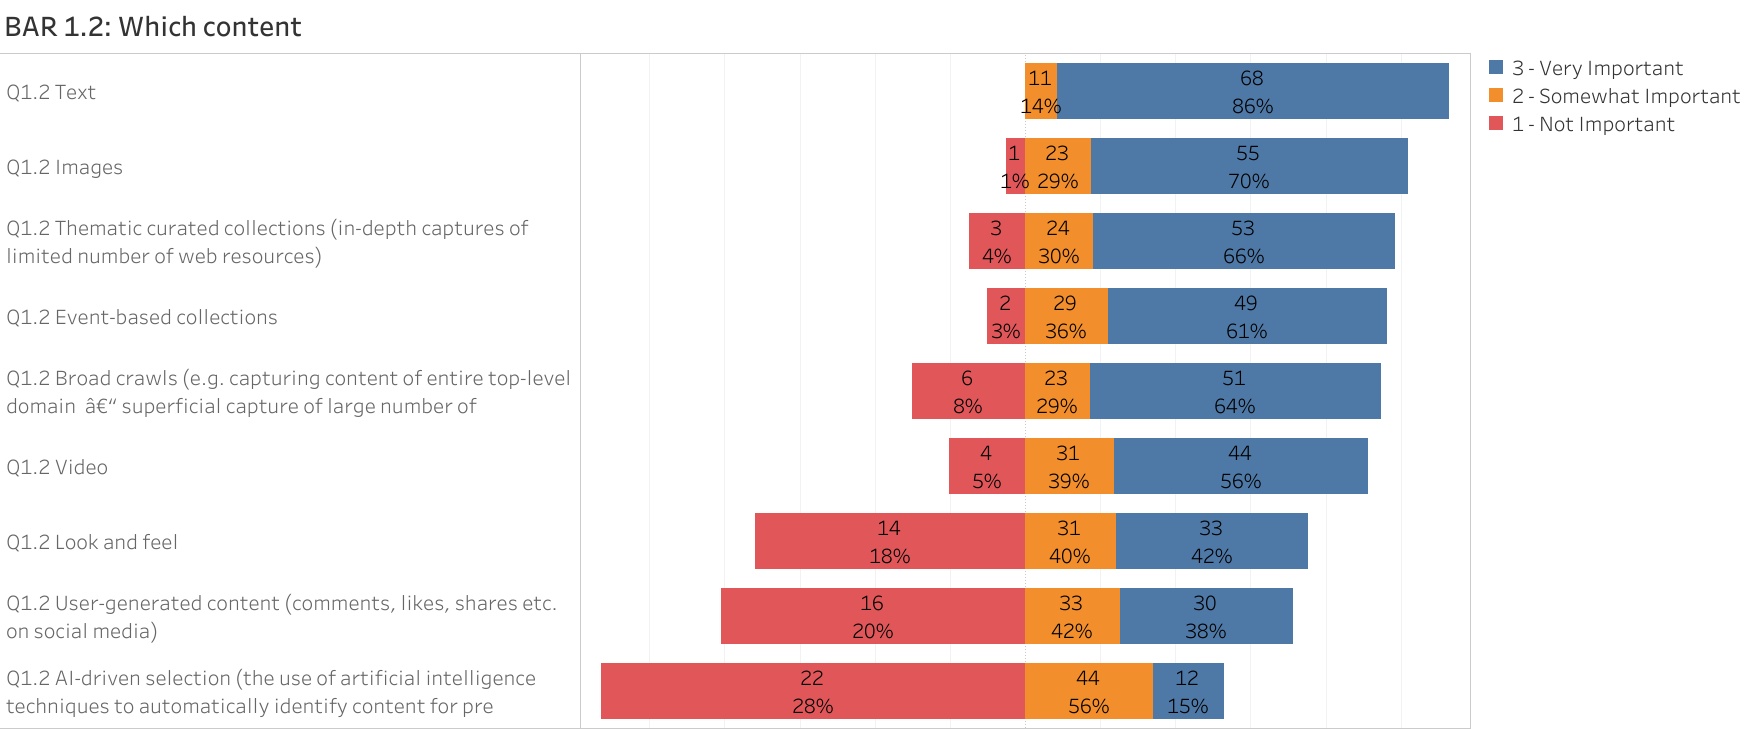 BAR 1.2: Which content
3 - Very Important
2 - Somewhat Important
1 - Not Important
Q1.2 Text
11 68
14% 86%
Q1.2 Images
1 23 55
1% 29% 70%
Q1.2 Thematic curated collections (in-depth captures of
limited number of web resources)
3 24 53
4% 30% 66%
Q1.2 Event-based collections
2 29 49
3% 36% 61%
Q1.2 Broad crawls (e.g. capturing content of entire top-level
domain â€“ superficial capture of large number of
6 23 51
8% 29% 64%
Q1.2 Video
4 31 44
5% 39% 56%
Q1.2 Look and feel
14 31 33
18% 40% 42%
Q1.2 User-generated content (comments, likes, shares etc.
on social media)
16 33 30
20% 42% 38%
Q1.2 AI-driven selection (the use of artificial intelligence
techniques to automatically identify content for pre
22 44 12
28% 56% 15%